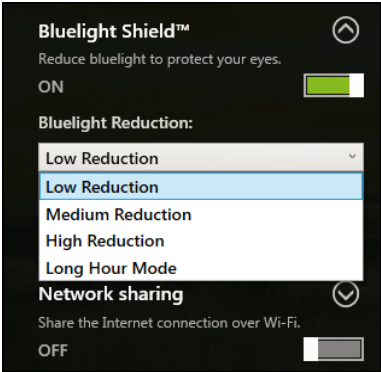 Bluelight Shield™
Reduce bluelight to protect your eyes.
ON
Bluelight Reduction:
Low Reduction
Low Reduction
Medium Reduction
High Reduction
Long Hour Mode
Network sharing
Share the Internet connection over Wi-Fi.
OFF